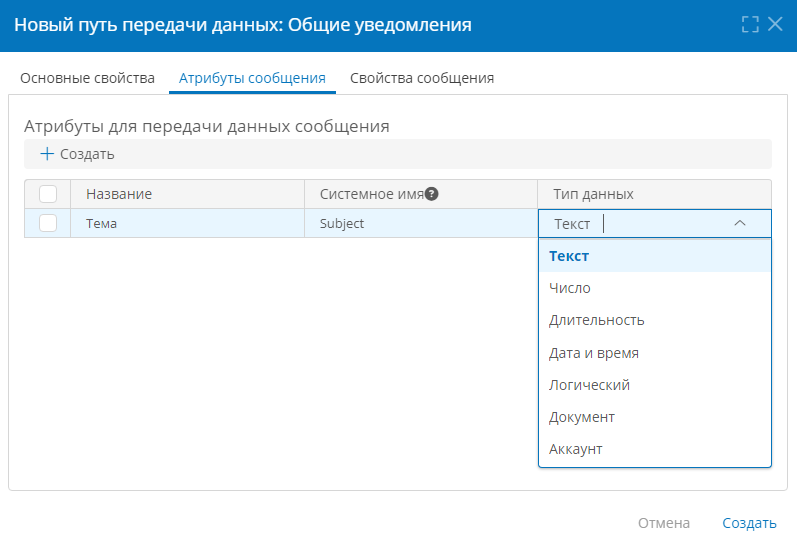 Новый путь передачи данных: Общие уведомления
Основные свойства Атрибуты сообщения Свойства сообщения
Атрибуты для передачи данных сообщения
+ Создать
Название Системное имя ? Тип данных
Тема Subject Текст
Текст
Число
Длительность
Дата и время
Логический
Документ
Аккаунт
Отмена Создать